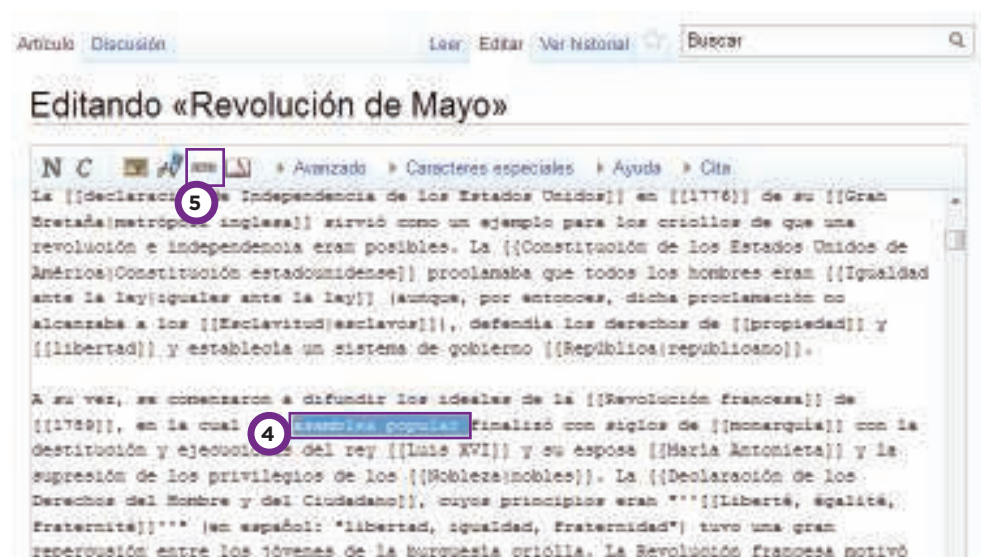 Artículo Discusión Leer Editar Ver historial Buscar
Editando «Revolución de Mayo»
N C Avanzado Caracteres especiales Ayuda Cita
La [[declaración de Independencia de los Estados Unidos]] en [[1776]] de su [[Gran
5
Bretaña|metrópoli inglesa]] sirvió como un ejemplo para los criollos de que una
revolución e independencia eran posibles. La [[Constitución de los Estados Unidos de
América|Constitución estadounidense]] proclamaba que todos los hombres eran [[Igualdad
ante la ley|iguales ante la ley]] (aunque, por entonces, dicha proclamación no
alcanzaba a los [[Esclavitud|esclavos]]), defendía los derechos de [[propiedad]] y
[[libertad]] y establecía un sistema de gobierno [[República|republicano]].
A su vez, se comenzaron a difundir los ideales de la [[Revolución francesa]] de
[[1789]], en la cual 4 asamblea popular finalizó con siglos de [[monarquía]] con la
destitución y ejecución del rey [[Luis XVI]] y su esposa [[María Antonieta]] y la
supresión de los privilegios de los [[Nobleza|nobles]]. La [[Declaración de los
Derechos del Hombre y del Ciudadano]], cuyos principios eran "''[[Liberté, égalité,
fraternité]]''" (en español: "libertad, igualdad, fraternidad") tuvo una gran
repercusión entre los jóvenes de la burguesía criolla. La Revolución francesa motivó